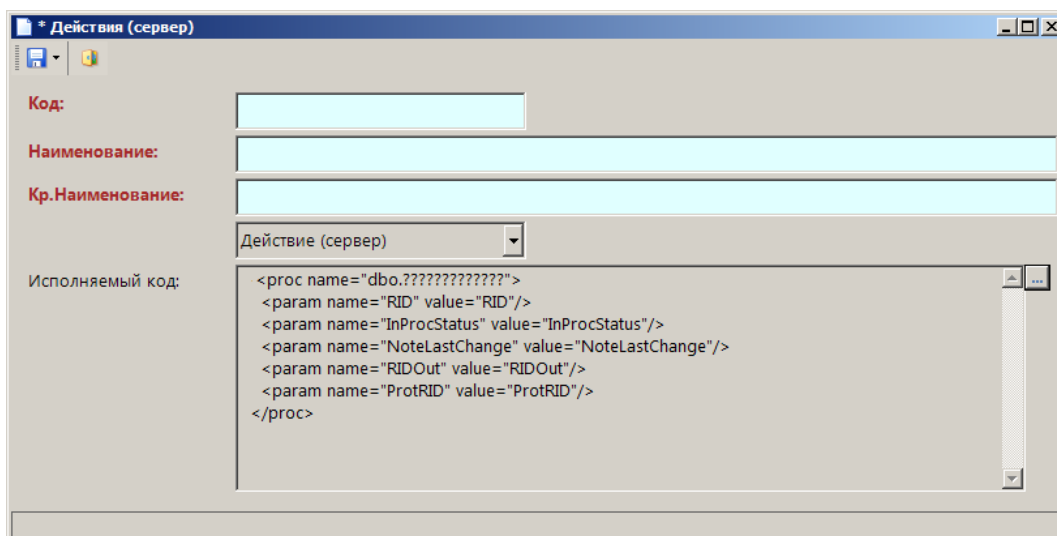 * Действия (сервер)
Код:
Наименование:
Кр.Наименование:
Действие (сервер)
Исполняемый код:
<proc name="dbo.?????????????">
<param name="RID" value="RID"/>
<param name="InProcStatus" value="InProcStatus"/>
<param name="NoteLastChange" value="NoteLastChange"/>
<param name="RIDOut" value="RIDOut"/>
<param name="ProtRID" value="ProtRID"/>
</proc>
...